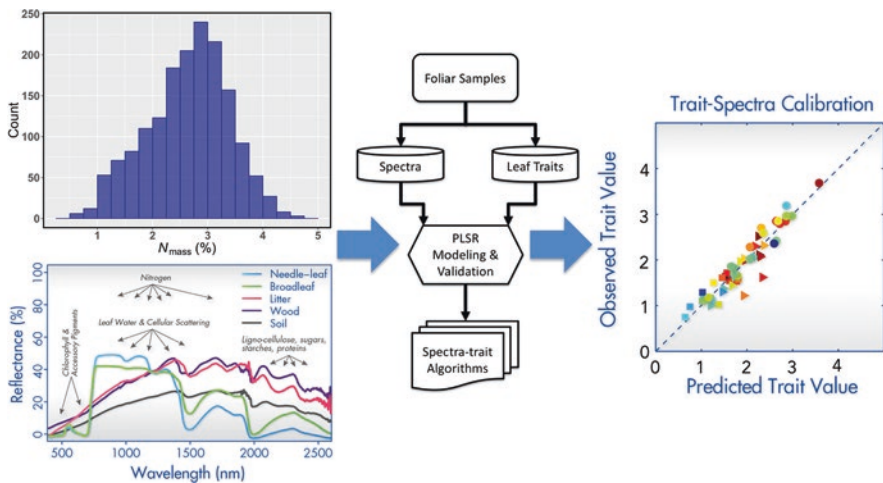 250
200
150
100
50
0
Count
1 2 3 4 5
Nmass (%)
100
80
60
40
20
0
Reflectance (%)
Nitrogen
Needle–leaf
Broadleaf
Litter
Wood
Soil
Leaf Water & Cellular Scattering
Chlorophyll &
Accessory Pigments
Ligno-cellulose, sugars,
starches, proteins
500 1000 1500 2000 2500
Wavelength (nm)
Foliar Samples
Spectra
Leaf Traits
PLSR
Modeling &
Validation
Spectra-trait
Algorithms
Trait-Spectra Calibration
Observed Trait Value
4
3
2
1
0
0 1 2 3 4
Predicted Trait Value